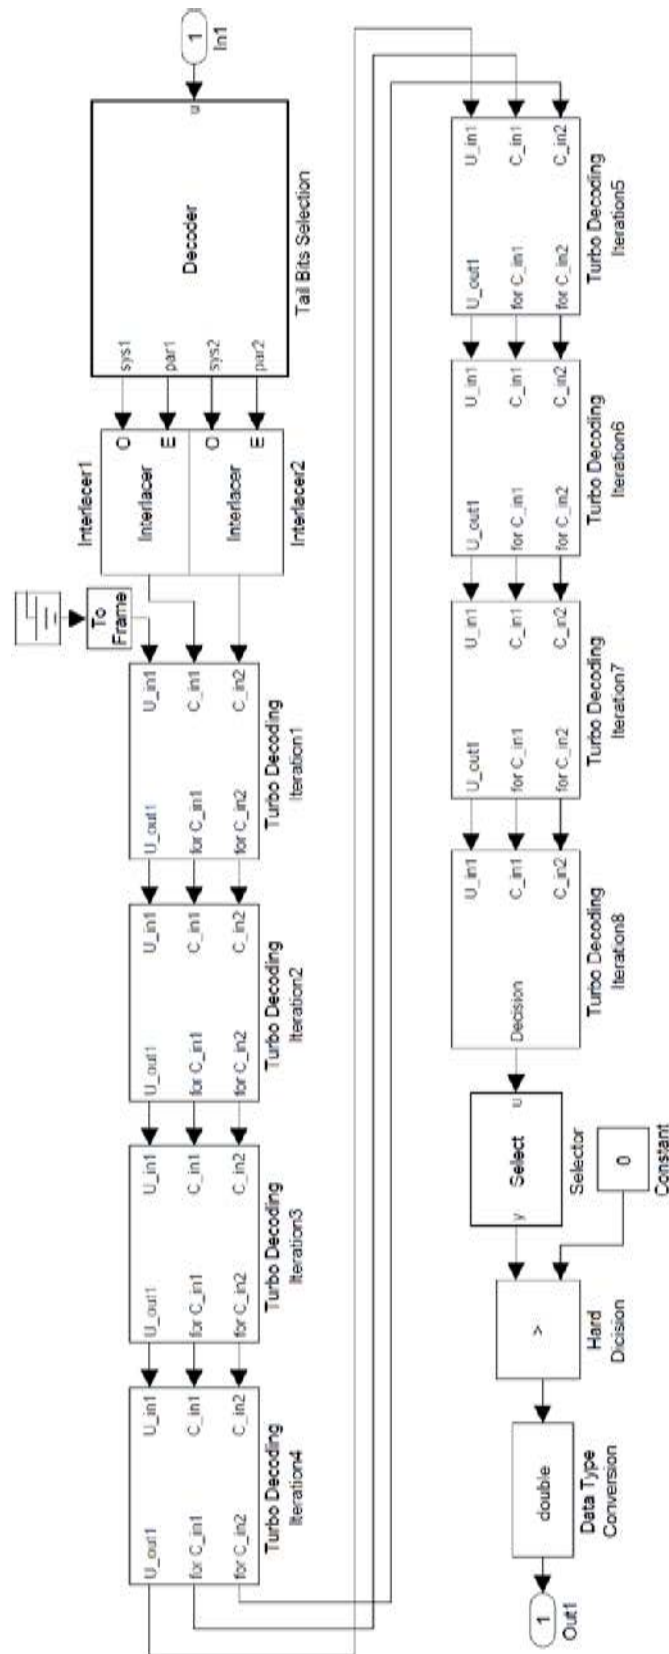 1
In1
u
Decoder
sys1
par1
sys2
par2
Tail Bits Selection
Interlacer1
O
Interlacer
E
O
Interlacer
E
Interlacer2
To
Frame
U_in1
C_in1
C_in2
U_out1
for C_in1
for C_in2
Turbo Decoding
Iteration1
U_in1
C_in1
C_in2
U_out1
for C_in1
for C_in2
Turbo Decoding
Iteration2
U_in1
C_in1
C_in2
U_out1
for C_in1
for C_in2
Turbo Decoding
Iteration3
U_in1
C_in1
C_in2
U_out1
for C_in1
for C_in2
Turbo Decoding
Iteration4
U_in1
C_in1
C_in2
U_out1
for C_in1
for C_in2
Turbo Decoding
Iteration5
U_in1
C_in1
C_in2
U_out1
for C_in1
for C_in2
Turbo Decoding
Iteration6
U_in1
C_in1
C_in2
U_out1
for C_in1
for C_in2
Turbo Decoding
Iteration7
U_in1
C_in1
C_in2
Decision
Turbo Decoding
Iteration8
u
Select
y
Selector
0
Constant
>
Hard
Dicision
double
Data Type
Conversion
1
Out1